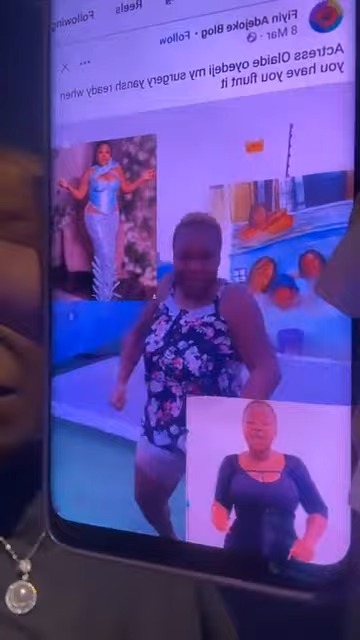 Following
Reels
Fiyin Adejoke Blog · Follow
8 Mar ·
Actress Olaide oyedeji my surgery yansh ready when
you have you flunt it